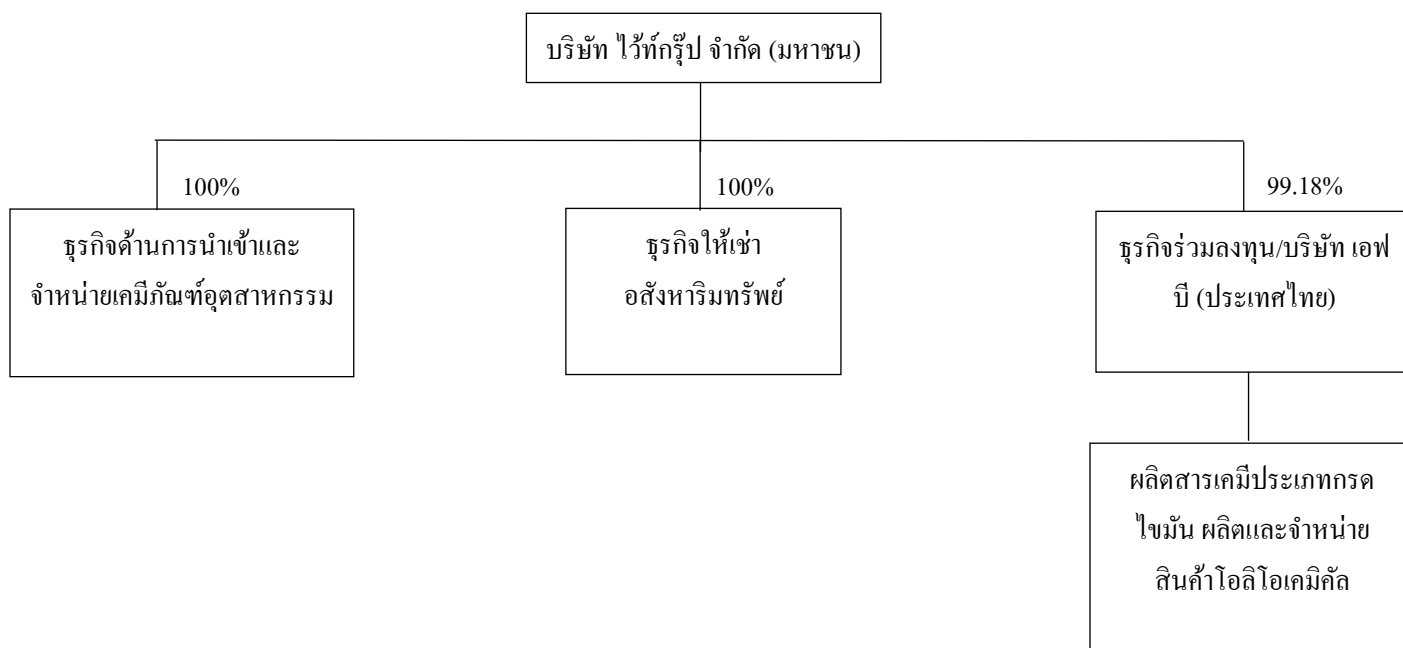 บริษัท ไว้ท์กรุ๊ป จำกัด (มหาชน)
100%
100%
99.18%
ธุรกิจด้านการนำเข้าและ
จำหน่ายเคมีภัณฑ์อุตสาหกรรม
ธุรกิจให้เช่า
อสังหาริมทรัพย์
ธุรกิจร่วมลงทุน/บริษัท เอฟ
บี (ประเทศไทย)
ผลิตสารเคมีประเภทกรด
ไขมัน ผลิตและจำหน่าย
สินค้าโอลิโอเคมิคัล